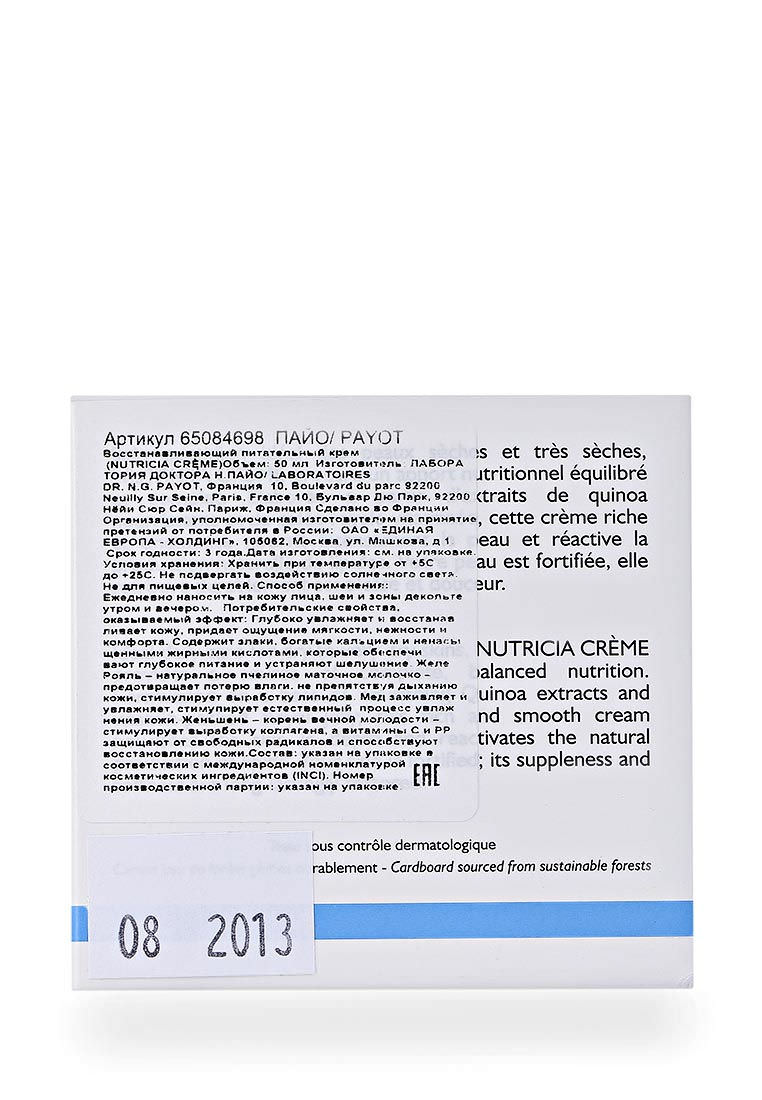 Артикул 65084698 ПАЙО/ PAYOT
Восстанавливающий питательный крем
(NUTRICIA CRÈME)Объем: 50 мл Изготовитель: ЛАБОРА
ТОРИЯ ДОКТОРА Н.ПАЙО/ LABORATOIRES
DR. N.G. PAYOT, Франция 10, Boulevard du parc 92200
Neuilly Sur Seine, Paris, France 10, Бульвар Дю Парк, 92200
Нёйи Сюр Сейн, Париж, Франция Сделано во Франции
Организация, уполномоченная изготовителем на принятие
претензий от потребителя в России: ОАО «ЕДИНАЯ
ЕВРОПА - ХОЛДИНГ», 105062, Москва, ул. Машкова, д 1
Срок годности: 3 года.Дата изготовления: см. на упаковке.
Условия хранения: Хранить при температуре от +5С
до +25С. Не подвергать воздействию солнечного света.
Не для пищевых целей. Способ применения::
Ежедневно наносить на кожу лица, шеи и зоны декольте
утром и вечером. Потребительские свойства,
оказываемый эффект: Глубоко увлажняет и восстанав
ливает кожу, придает ощущение мягкости, нежности и
комфорта. Содержит злаки, богатые кальцием и ненасы
щенными жирными кислотами, которые обеспечи
вают глубокое питание и устраняют шелушение. Желе
Рояль – натуральное пчелиное маточное молочко –
предотвращает потерю влаги, не препятствуя дыханию
кожи, стимулирует выработку липидов. Мед заживляет и
увлажняет, стимулирует естественный процесс увлаж
нения кожи. Женьшень – корень вечной молодости –
стимулирует выработку коллагена, а витамины С и РР
защищают от свободных радикалов и способствуют
восстановлению кожи.Состав: указан на упаковке в
соответствии с международной номенклатурой
косметических ингредиентов (INCI). Номер
производственной партии: указан на упаковке.
EAC
s et très sèches,
utritionnel équilibré
xtraits de quinoa
, cette crème riche
peau et réactive la
au est fortifiée, elle
eur.
NUTRICIA CRÈME
balanced nutrition.
quinoa extracts and
nd smooth cream
tivates the natural
; its suppleness and
ous contrôle dermatologique
rablement - Cardboard sourced from sustainable forests
08 2013